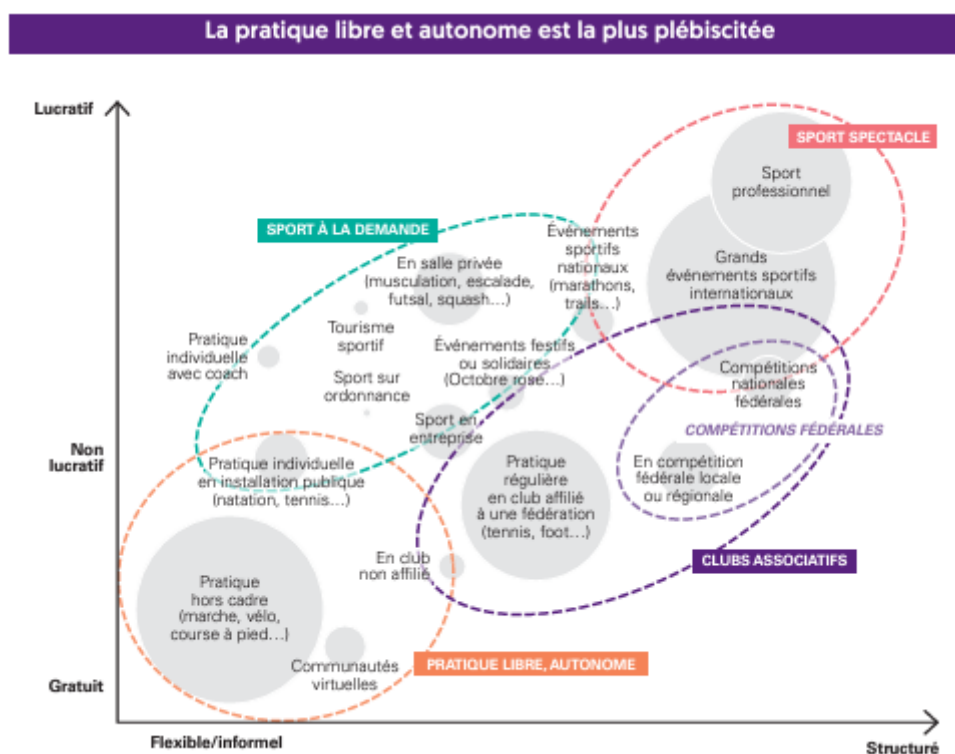 La pratique libre et autonome est la plus plébiscitée
Lucratif
SPORT SPECTACLE
Sport
professionnel
SPORT À LA DEMANDE
Événements
sportifs
nationaux
(marathons,
trails...)
En salle privée
(musculation, escalade,
futsal, squash...)
Grands
événements sportifs
internationaux
Tourisme
sportif
Pratique
individuelle
avec coach
Événements festifs
ou solidaires
(Octobre rose...)
Sport sur
ordonnance
Compétitions
nationales
fédérales
COMPÉTITIONS FÉDÉRALES
Sport en
entreprise
Non
lucratif
Pratique individuelle
en installation publique
(natation, tennis...)
Pratique
régulière
en club affilié
à une fédération
(tennis, foot...)
En compétition
fédérale locale
ou régionale
En club
non affilié
CLUBS ASSOCIATIFS
Pratique
hors cadre
(marche, vélo,
course à pied...)
Communautés
virtuelles
PRATIQUE LIBRE, AUTONOME
Gratuit
Flexible/informel
Structuré